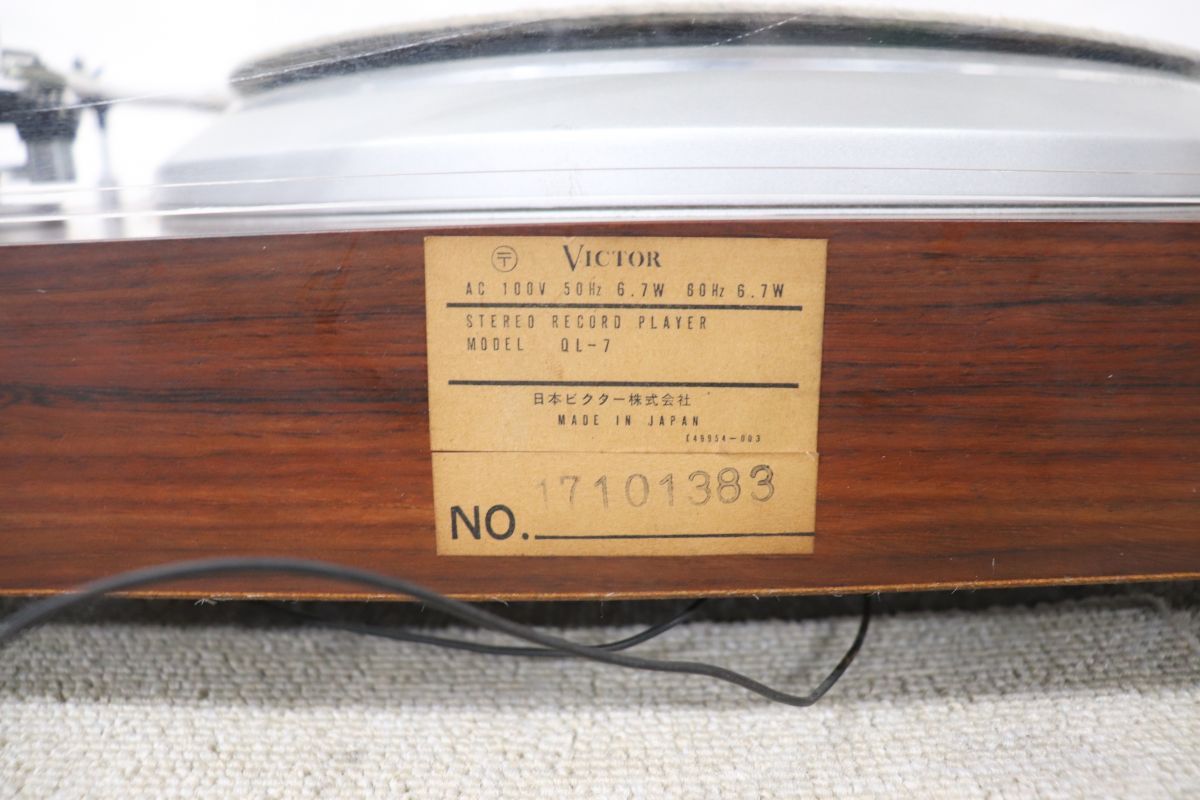 〶 VICTOR
AC 100V 50Hz 6.7W 60Hz 6.7W
STEREO RECORD PLAYER
MODEL QL-7
日本ビクター株式会社
MADE IN JAPAN
E49954-003
17101383
NO.